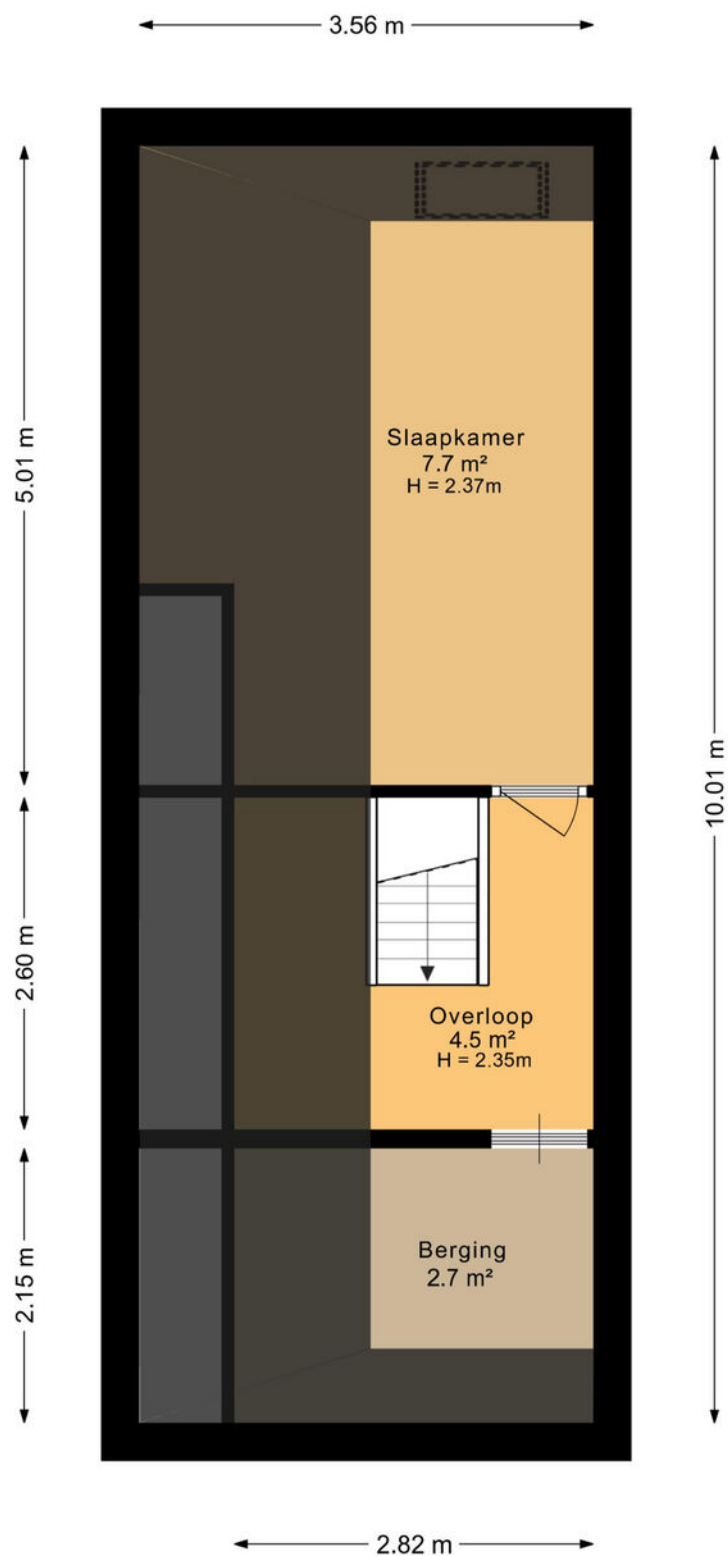 3.56 m
5.01 m
Slaapkamer
7.7 m²
H = 2.37m
10.01 m
2.60 m
Overloop
4.5 m²
H = 2.35m
2.15 m
Berging
2.7 m²
2.82 m